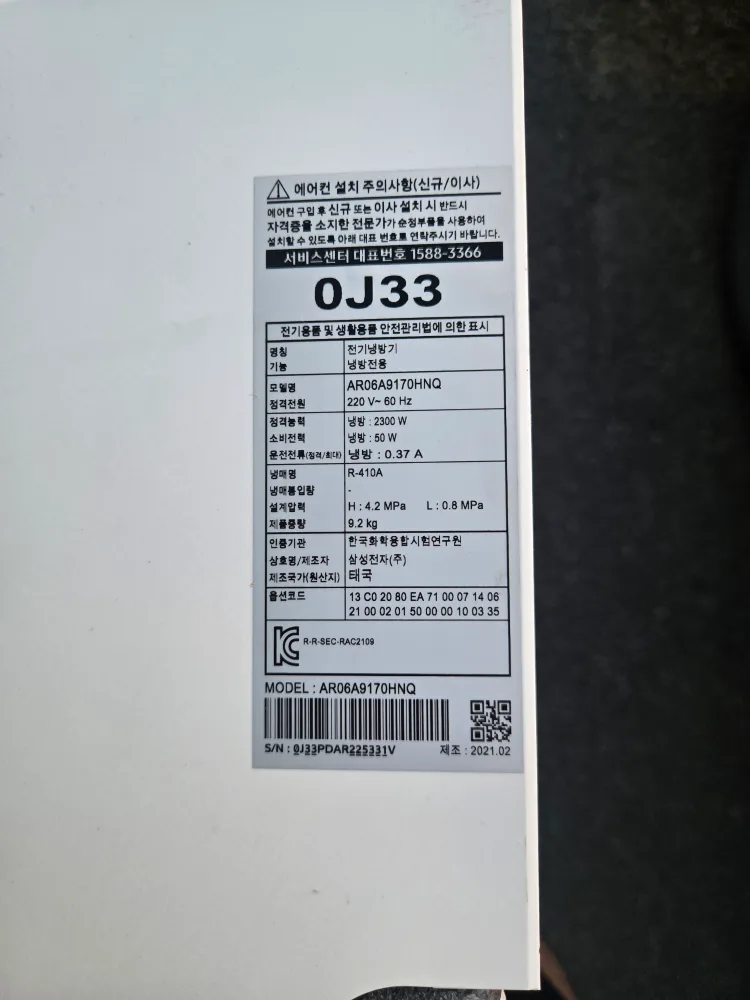 에어컨 설치 주의사항(신규/이사)
에어컨 구입 후 신규 또는 이사 설치 시 반드시
자격증을 소지한 전문가가 순정부품을 사용하여
설치할 수 있도록 아래 대표 번호로 연락주시기 바랍니다.
서비스센터 대표번호 1588-3366
0J33
전기용품 및 생활용품 안전관리법에 의한 표시
명칭 전기냉방기
기능 냉방전용
모델명 AR06A9170HNQ
정격전원 220 V~ 60 Hz
정격능력 냉방 : 2300 W
소비전력 냉방 : 50 W
운전전류(정격/최대) 냉방 : 0.37 A
냉매명 R-410A
냉매봉입량 -
설계압력 H : 4.2 MPa L : 0.8 MPa
제품중량 9.2 kg
인증기관 한국화학융합시험연구원
상호명/제조자 삼성전자(주)
제조국가(원산지) 태국
옵션코드 13 C0 20 80 EA 71 00 07 14 06
21 00 02 01 50 00 00 10 03 35
R-R-SEC-RAC2109
MODEL : AR06A9170HNQ
S/N : 0J33PDAR225331V 제조 : 2021.02